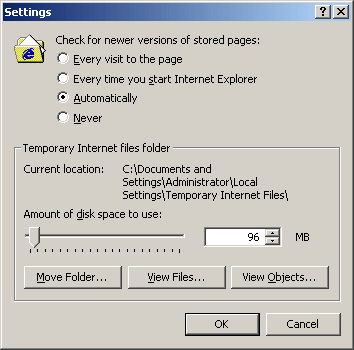 Settings
Check for newer versions of stored pages:
Every visit to the page
Every time you start Internet Explorer
Automatically
Never
Temporary Internet files folder
Current location: C:\Documents and
Settings\Administrator\Local
Settings\Temporary Internet Files\
Amount of disk space to use:
96 MB
Move Folder... View Files... View Objects...
OK Cancel